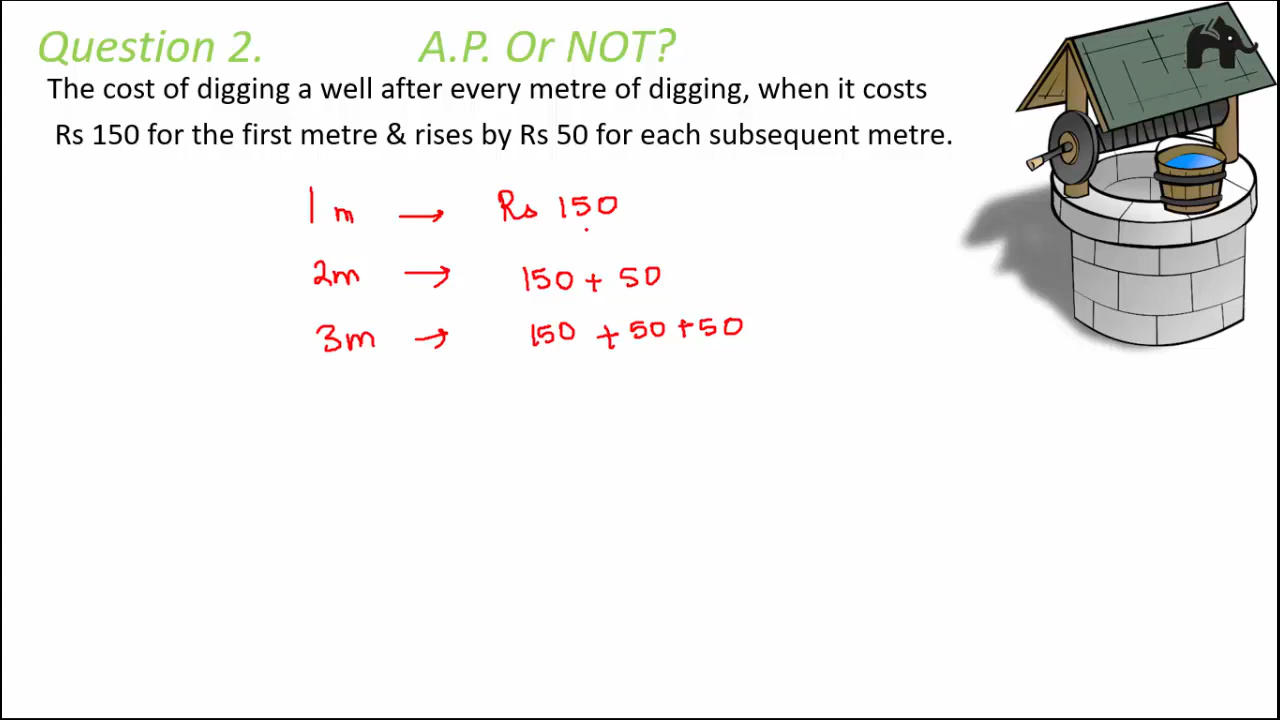 Question 2. A.P. Or NOT?
The cost of digging a well after every metre of digging, when it costs
Rs 150 for the first metre & rises by Rs 50 for each subsequent metre.
1 m → Rs 150
2m → 150 + 50
3m → 150 + 50 + 50